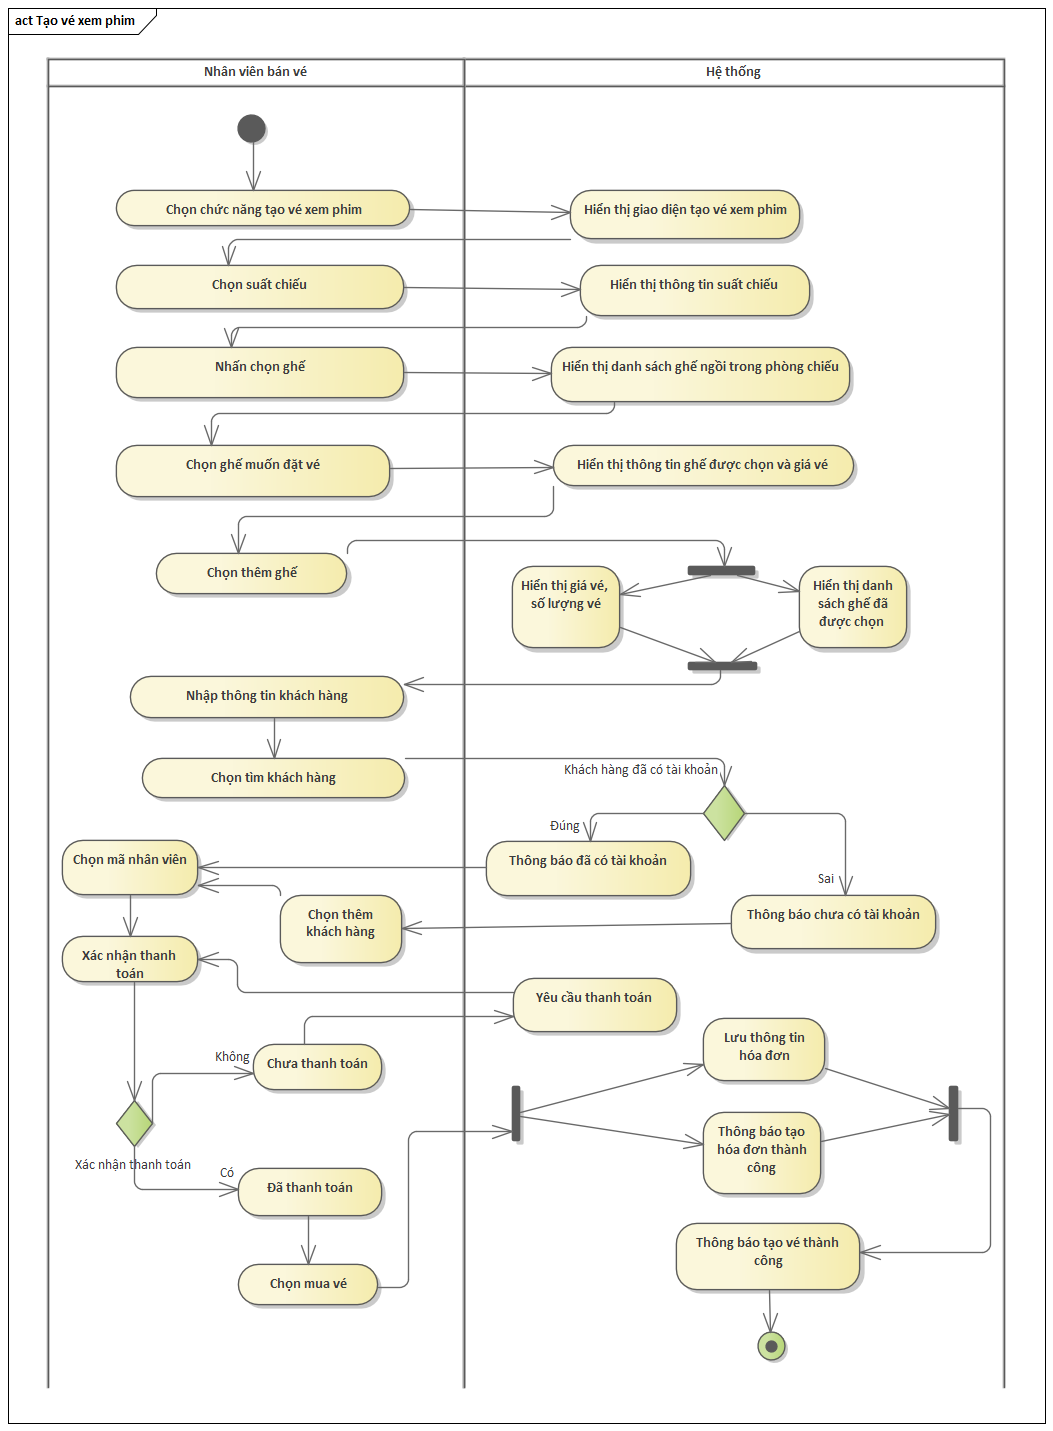 act Tạo vé xem phim
Nhân viên bán vé
Hệ thống
Chọn chức năng tạo vé xem phim
Hiển thị giao diện tạo vé xem phim
Chọn suất chiếu
Hiển thị thông tin suất chiếu
Nhấn chọn ghế
Hiển thị danh sách ghế ngồi trong phòng chiếu
Chọn ghế muốn đặt vé
Hiển thị thông tin ghế được chọn và giá vé
Chọn thêm ghế
Hiển thị giá vé,
số lượng vé
Hiển thị danh
sách ghế đã
được chọn
Nhập thông tin khách hàng
Chọn tìm khách hàng
Khách hàng đã có tài khoản
Đúng
Sai
Chọn mã nhân viên
Thông báo đã có tài khoản
Chọn thêm
khách hàng
Thông báo chưa có tài khoản
Xác nhận thanh
toán
Yêu cầu thanh toán
Không
Chưa thanh toán
Lưu thông tin
hóa đơn
Thông báo tạo
hóa đơn thành
công
Xác nhận thanh toán
Có
Đã thanh toán
Chọn mua vé
Thông báo tạo vé thành
công